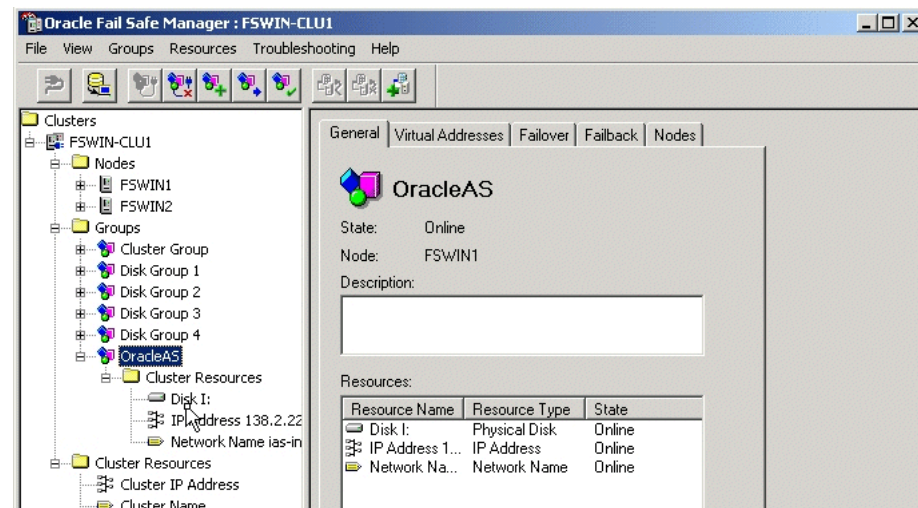 Oracle Fail Safe Manager : FSWIN-CLU1
File View Groups Resources Troubleshooting Help
Clusters
FSWIN-CLU1
Nodes
FSWIN1
FSWIN2
Groups
Cluster Group
Disk Group 1
Disk Group 2
Disk Group 3
Disk Group 4
OracleAS
Cluster Resources
Disk I:
IP Address 138.2.22
Network Name ias-in
Cluster Resources
Cluster IP Address
Cluster Name
General Virtual Addresses Failover Failback Nodes
OracleAS
State: Online
Node: FSWIN1
Description:
Resources:
Resource Name Resource Type State
Disk I: Physical Disk Online
IP Address 1... IP Address Online
Network Na... Network Name Online